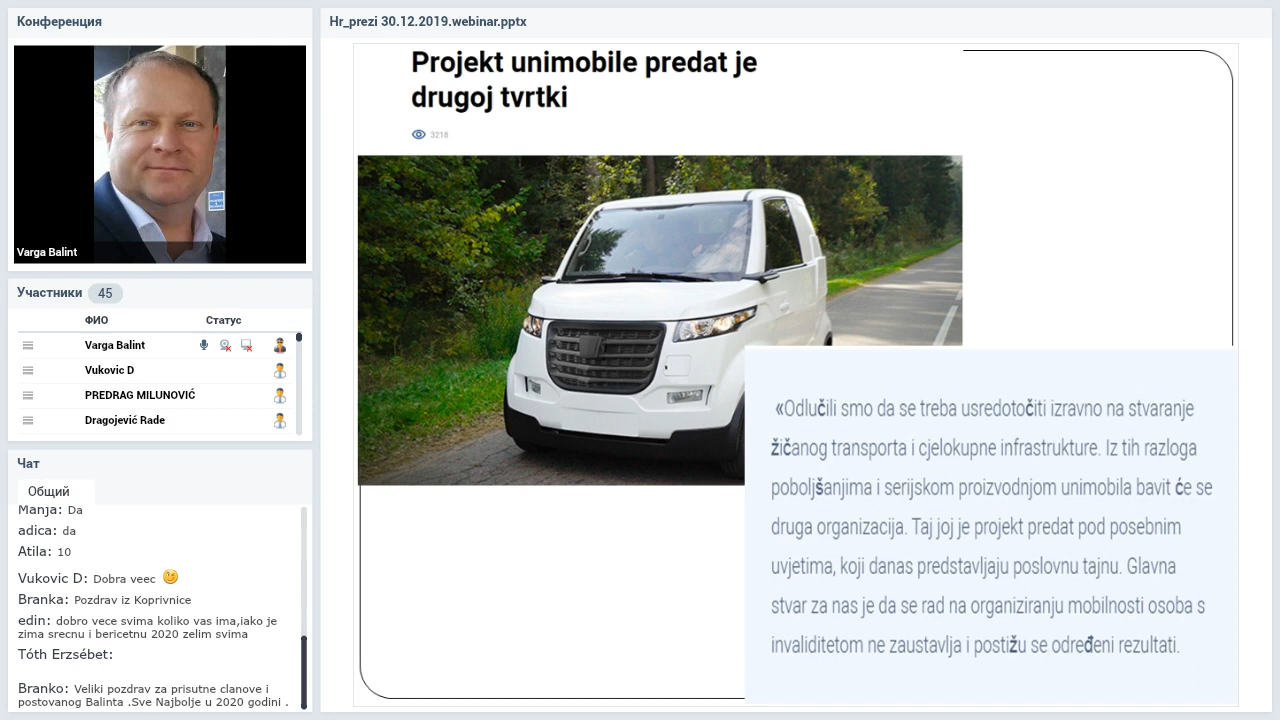 Конференция
Varga Balint
Участники 45
ФИО Статус
Varga Balint
Vukovic D
PREDRAG MILUNOVIĆ
Dragojević Rade
Чат
Общий
Manja: Da
adica: da
Atila: 10
Vukovic D: Dobra veec
Branka: Pozdrav iz Koprivnice
edin: dobro vece svima koliko vas ima,iako je
zima srecnu i bericetnu 2020 zelim svima
Tóth Erzsébet:
Branko: Veliki pozdrav za prisutne clanove i
postovanog Balinta .Sve Najbolje u 2020 godini .
Hr_prezi 30.12.2019.webinar.pptx
Projekt unimobile predat je
drugoj tvrtki
3218
«Odlučili smo da se treba usredotočiti izravno na stvaranje
žičanog transporta i cjelokupne infrastrukture. Iz tih razloga
poboljšanjima i serijskom proizvodnjom unimobila bavit će se
druga organizacija. Taj joj je projekt predat pod posebnim
uvjetima, koji danas predstavljaju poslovnu tajnu. Glavna
stvar za nas je da se rad na organiziranju mobilnosti osoba s
invaliditetom ne zaustavlja i postižu se određeni rezultati.